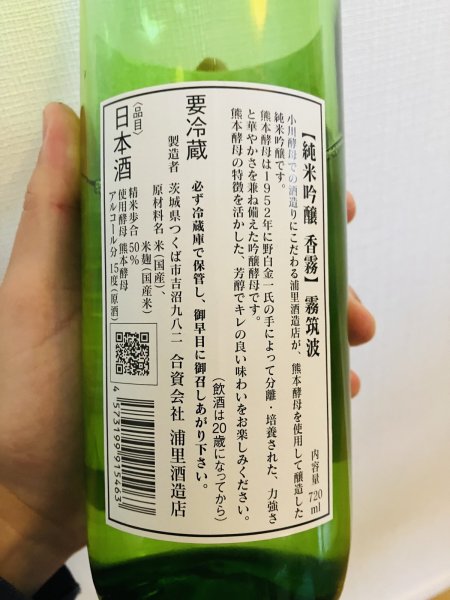 【純米吟醸 香霧】 霧筑波
内容量 720ml
小川酵母での酒造りにこだわる浦里酒造店が、熊本酵母を使用して醸造した
純米吟醸です。
熊本酵母は1952年に野白金一氏の手によって分離・培養された、力強さ
と華やかさを兼ね備えた吟醸酵母です。
熊本酵母の特徴を活かした、芳醇でキレの良い味わいをお楽しみください。
(飲酒は20歳になってから)
要冷蔵 必ず冷蔵庫で保管し、御早目に御召しあがり下さい。
製造者 茨城県つくば市吉沼九八二 合資会社 浦里酒造店
原材料名 米(国産)、
米麹(国産米)
精米歩合 50%
使用酵母 熊本酵母
アルコール分 15度(原酒)
〈品目〉
日本酒
4 573199 915463